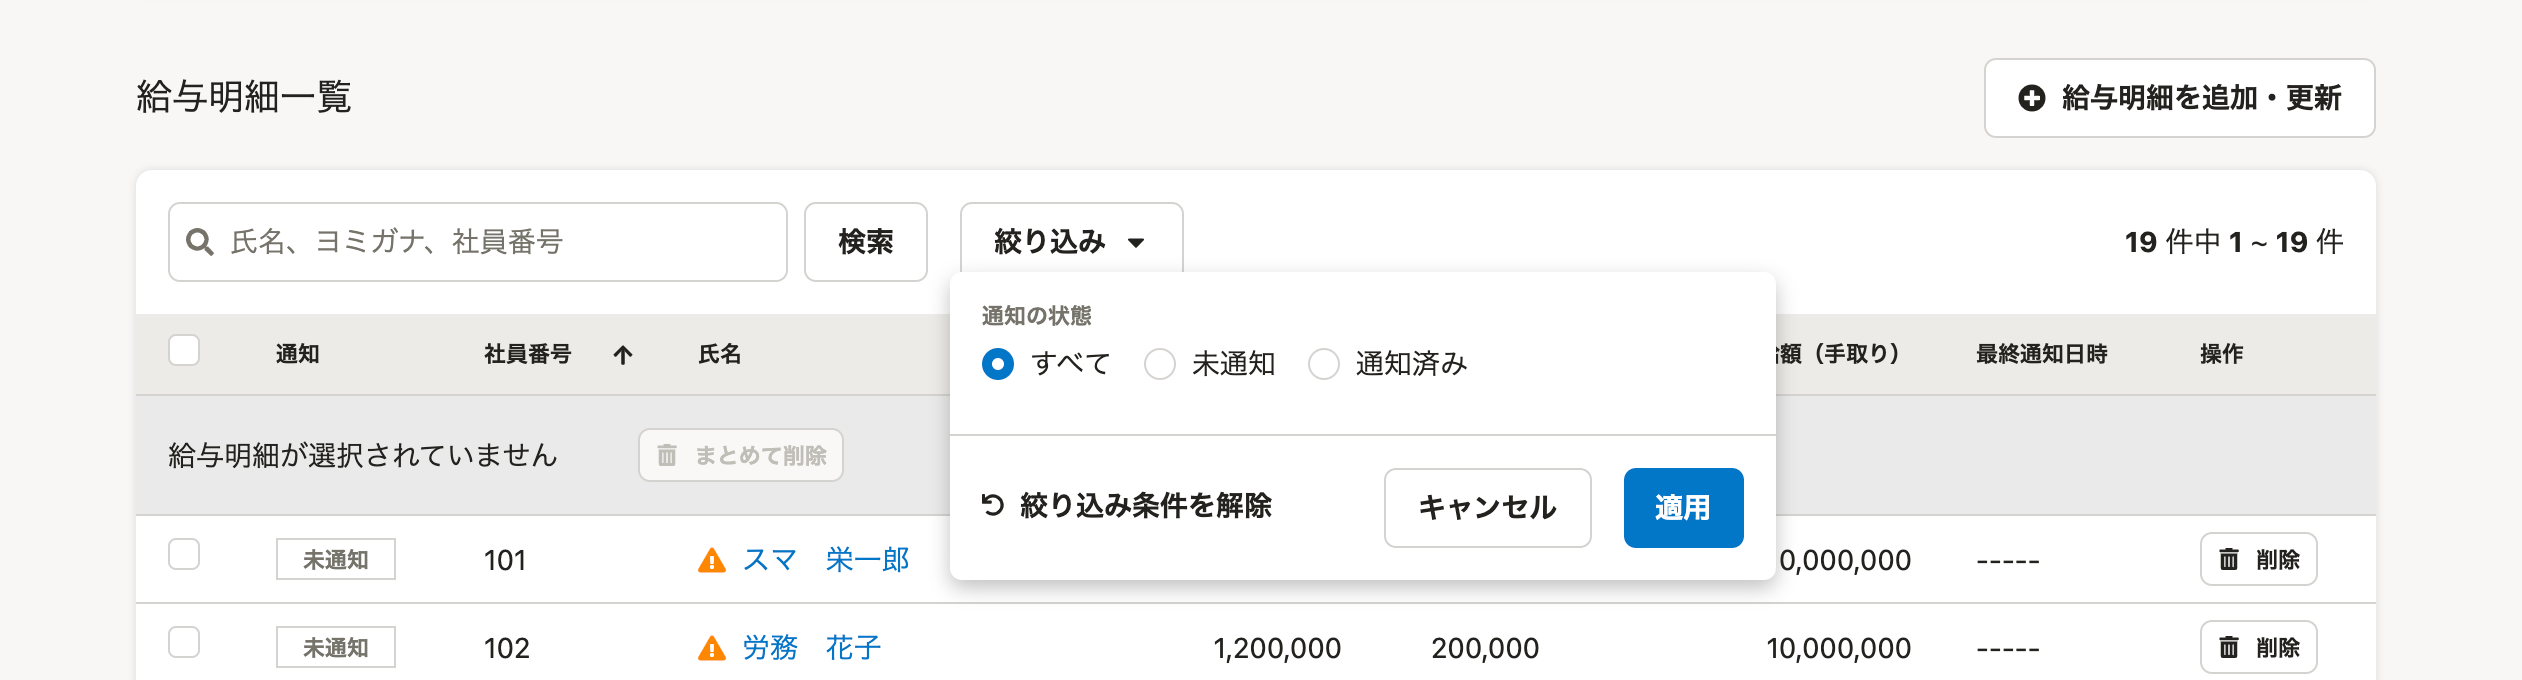 給与明細一覧
給与明細を追加・更新
氏名、ヨミガナ、社員番号
検索
絞り込み
19 件中 1 ~ 19 件
通知の状態
すべて 未通知 通知済み
絞り込み条件を解除 キャンセル 適用
通知 社員番号 氏名 額（手取り） 最終通知日時 操作
給与明細が選択されていません まとめて削除
未通知 101 スマ 栄一郎 0,000,000 ----- 削除
未通知 102 労務 花子 1,200,000 200,000 10,000,000 ----- 削除